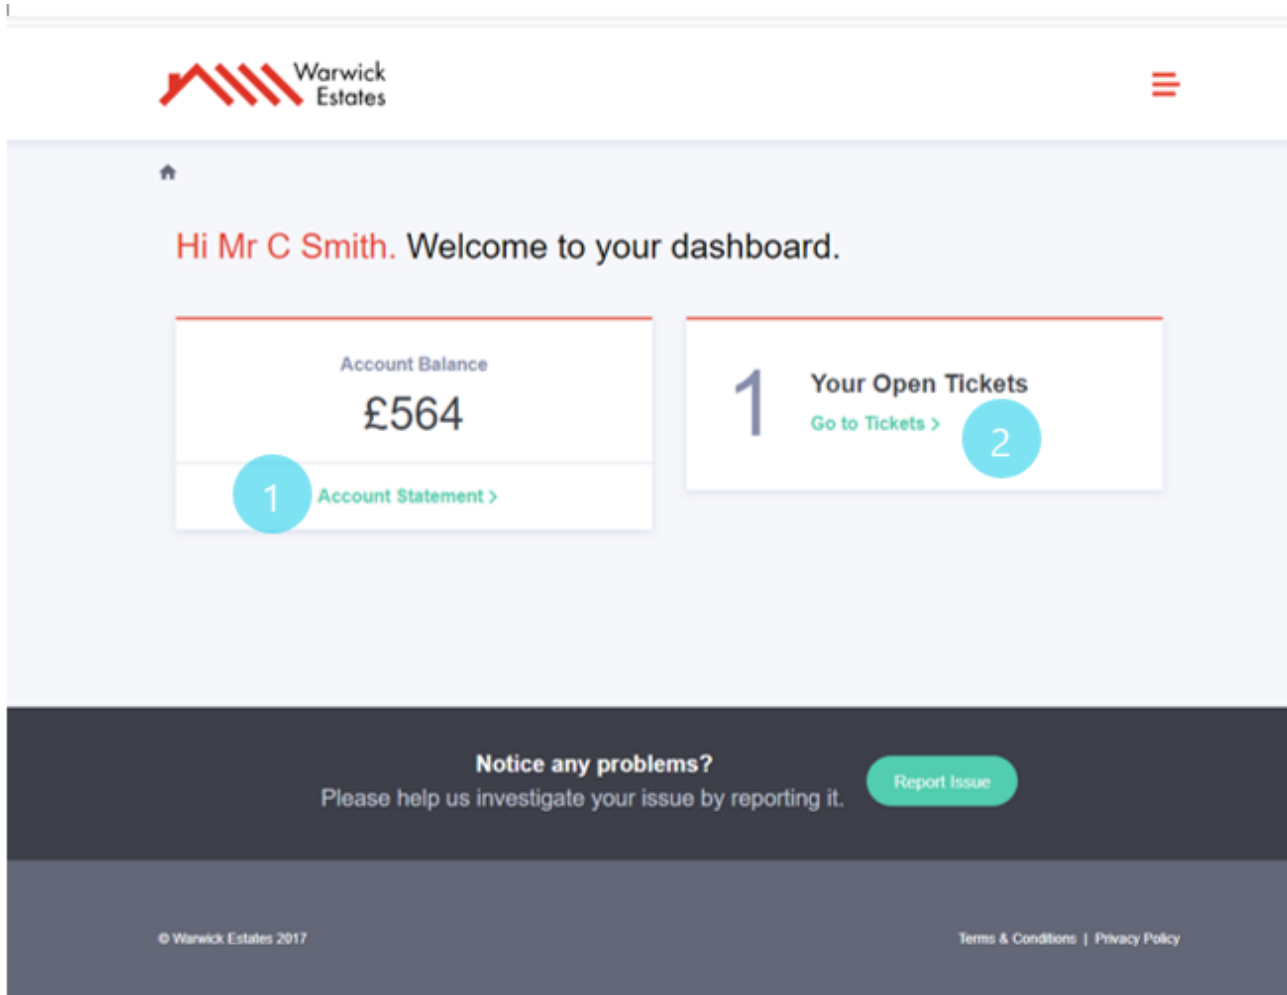 Warwick
Estates
Hi Mr C Smith. Welcome to your dashboard.
Account Balance
£564
1
Account Statement >
1
Your Open Tickets
Go to Tickets >
2
Notice any problems?
Please help us investigate your issue by reporting it.
Report Issue
© Warwick Estates 2017
Terms & Conditions | Privacy Policy